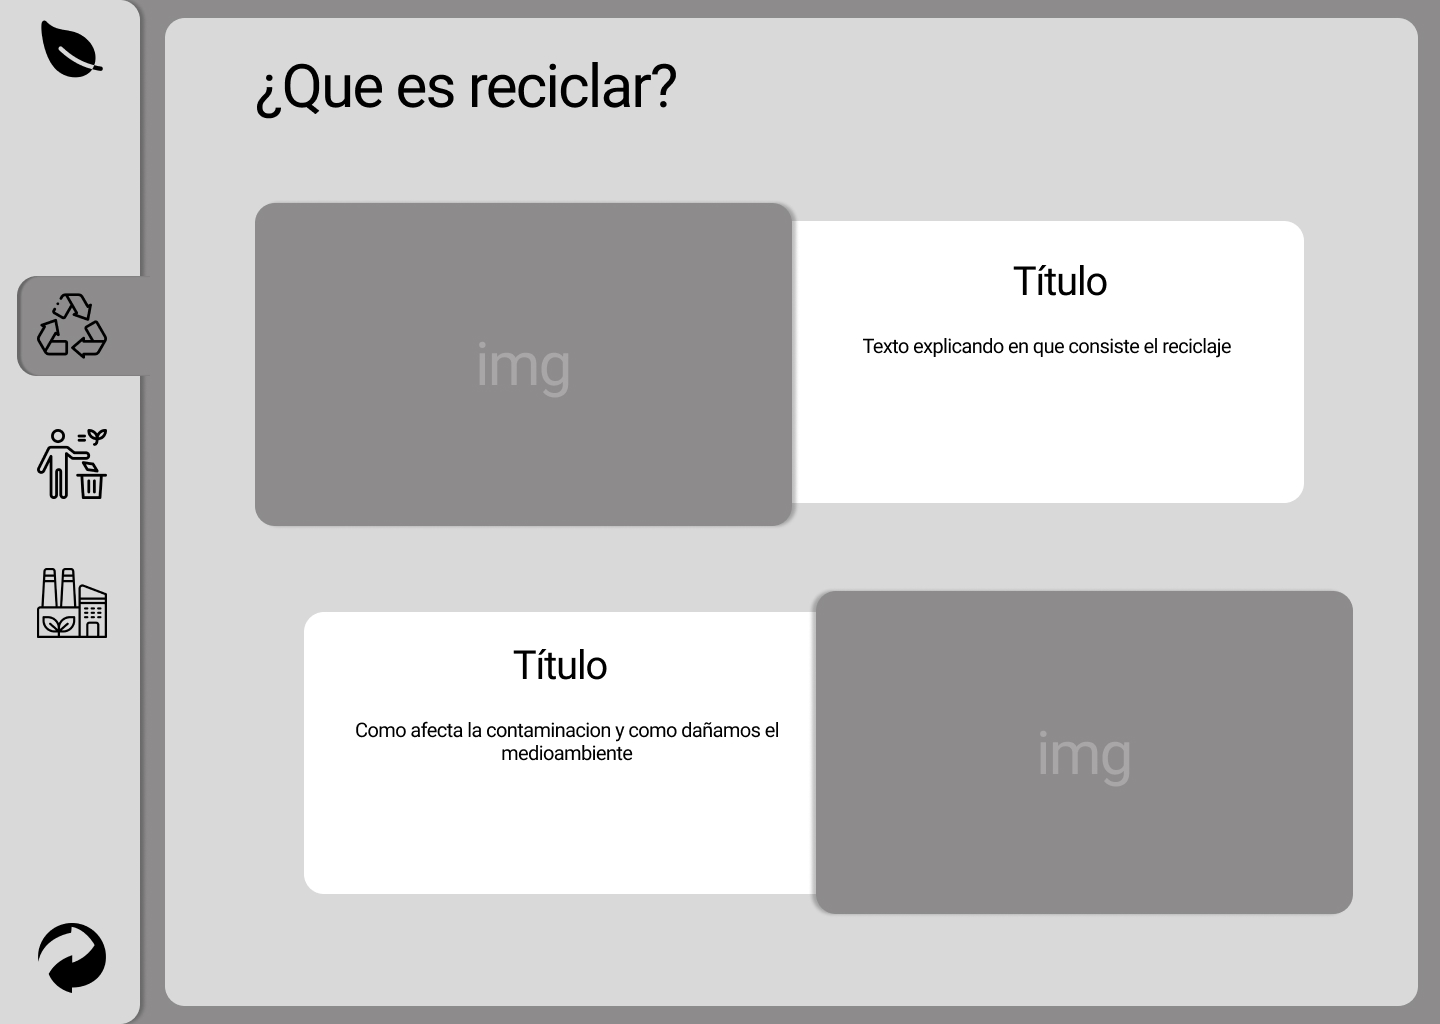 ¿Que es reciclar?
img
Título
Texto explicando en que consiste el reciclaje
Título
Como afecta la contaminacion y como dañamos el
medioambiente
img